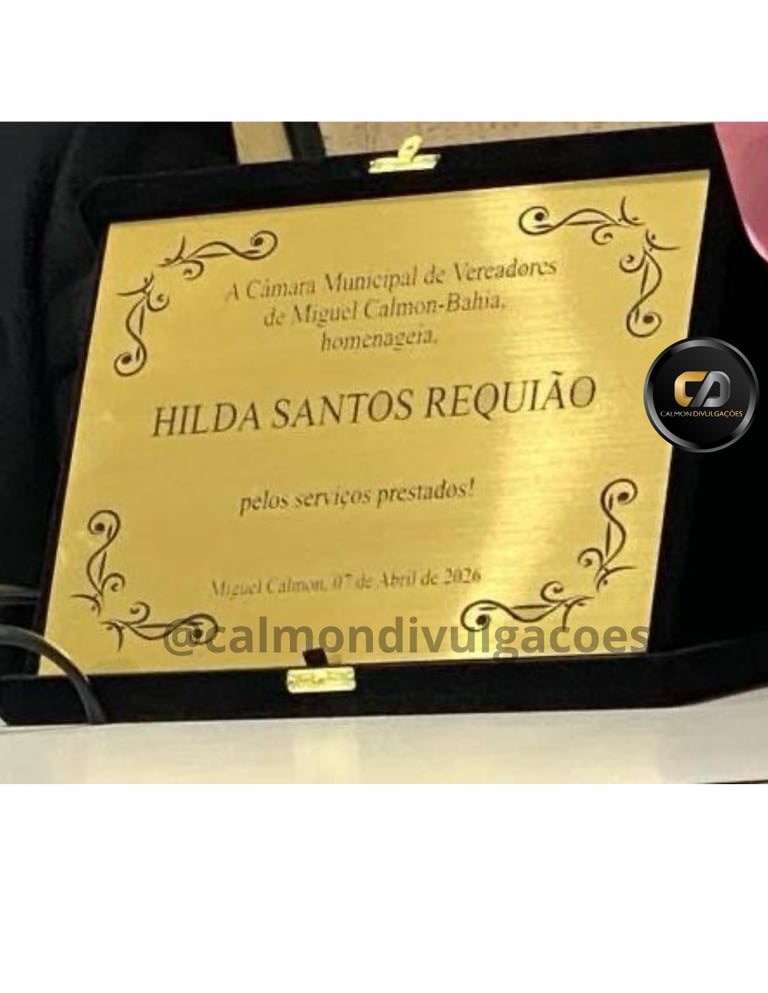 A Câmara Municipal de Vereadores
de Miguel Calmon-Bahia,
homenageia,
HILDA SANTOS REQUIÃO
CALMON DIVULGAÇÕES
pelos serviços prestados!
Miguel Calmon, 07 de Abril de 2026
@calmondivulgacoes